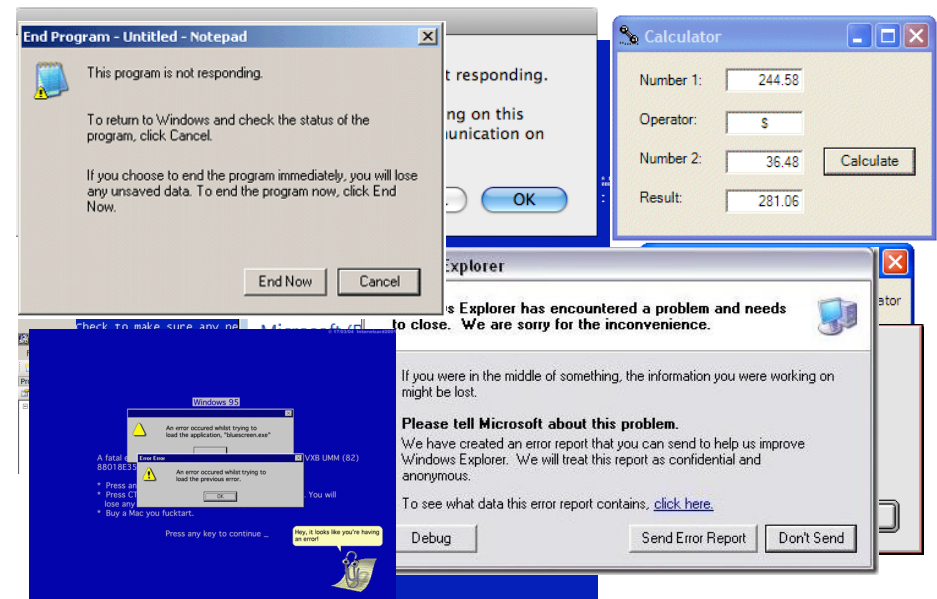 End Program - Untitled - Notepad
This program is not responding.
To return to Windows and check the status of the
program, click Cancel.
If you choose to end the program immediately, you will lose
any unsaved data. To end the program now, click End
Now.
End Now
Cancel
t responding.
ng on this
unication on
OK
Calculator
Number 1:
244.58
Operator:
$
Number 2:
36.48
Calculate
Result:
281.06
Explorer
s Explorer has encountered a problem and needs
to close. We are sorry for the inconvenience.
If you were in the middle of something, the information you were working on
might be lost.
Please tell Microsoft about this problem.
We have created an error report that you can send to help us improve
Windows Explorer. We will treat this report as confidential and
anonymous.
To see what data this error report contains, click here.
Debug
Send Error Report
Don't Send
ator
Check to make sure any ne
Windows 95
An error occured whilst trying to
load the application, "bluescreen.exe"
A fatal e
VXB UMM (82)
88018E35
Error Error
An error occured whilst trying to
load the previous error.
OK
* Press an
* Press CT
. You will
lose any
* Buy a Mac you fucktart.
Press any key to continue _
Hey, it looks like you're having
an error!